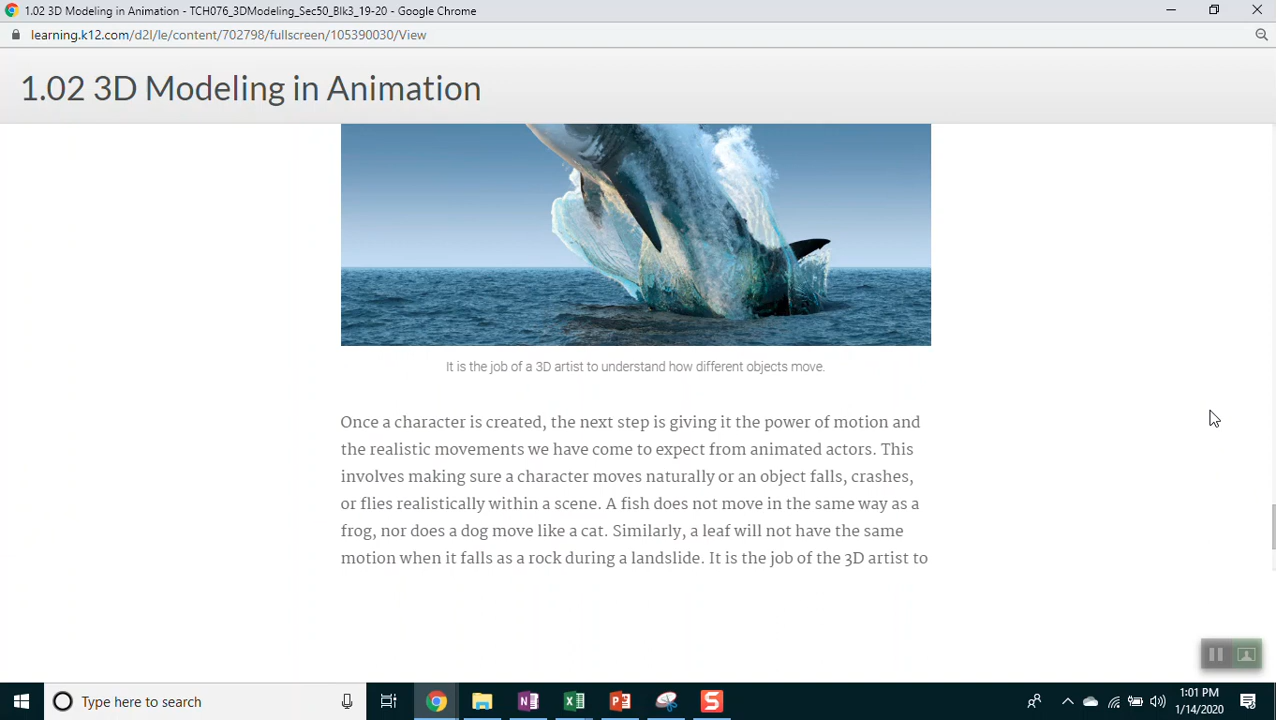 1.02 3D Modeling in Animation - TCH076_3DModeling_Sec50_Blk3_19-20 - Google Chrome
learning.k12.com/d2l/le/content/702798/fullscreen/105390030/View
1.02 3D Modeling in Animation
It is the job of a 3D artist to understand how different objects move.
Once a character is created, the next step is giving it the power of motion and
the realistic movements we have come to expect from animated actors. This
involves making sure a character moves naturally or an object falls, crashes,
or flies realistically within a scene. A fish does not move in the same way as a
frog, nor does a dog move like a cat. Similarly, a leaf will not have the same
motion when it falls as a rock during a landslide. It is the job of the 3D artist to
Type here to search
1:01 PM
1/14/2020